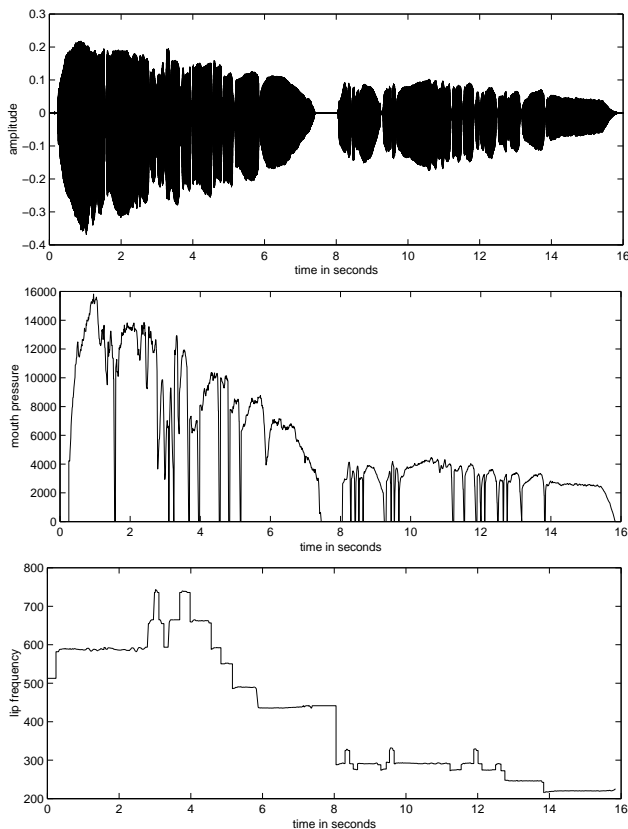 0.3
0.2
0.1
0
−0.1
−0.2
−0.3
−0.4
amplitude
0 2 4 6 8 10 12 14 16
time in seconds
16000
14000
12000
10000
8000
6000
4000
2000
0
mouth pressure
0 2 4 6 8 10 12 14 16
time in seconds
800
700
600
500
400
300
200
lip frequency
0 2 4 6 8 10 12 14 16
time in seconds